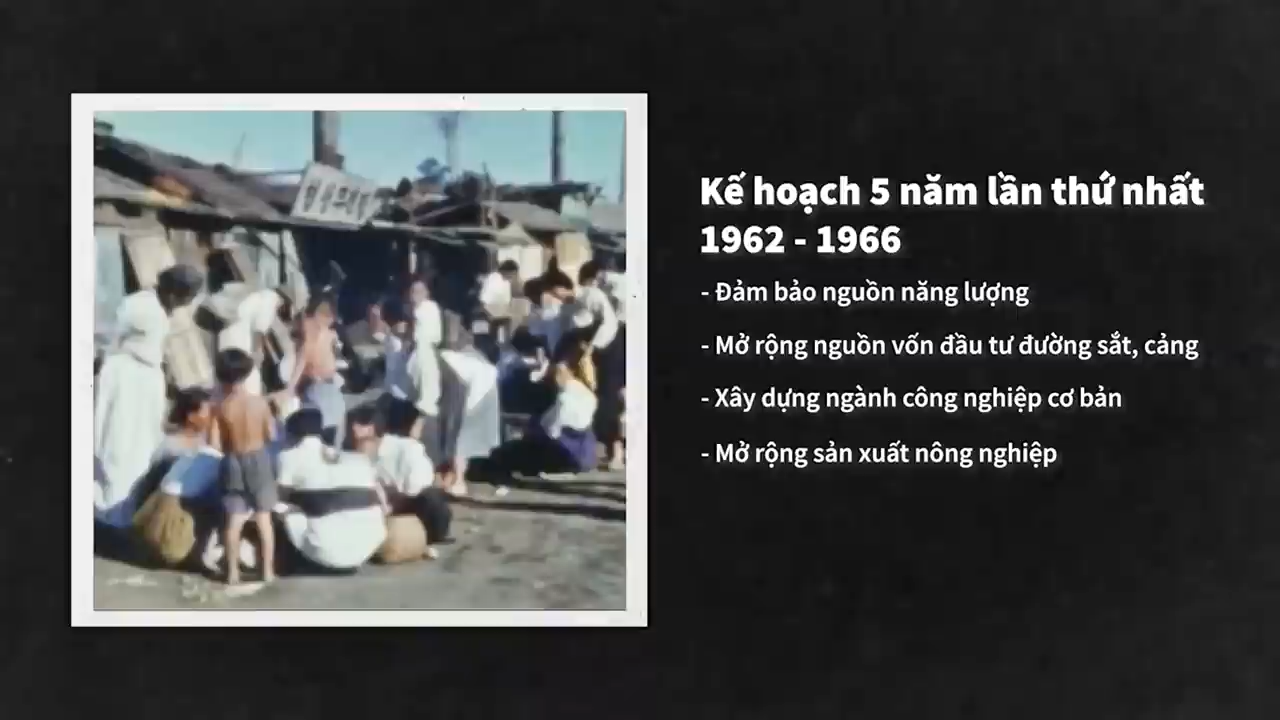 Kế hoạch 5 năm lần thứ nhất
1962 - 1966
- Đảm bảo nguồn năng lượng
- Mở rộng nguồn vốn đầu tư đường sắt, cảng
- Xây dựng ngành công nghiệp cơ bản
- Mở rộng sản xuất nông nghiệp